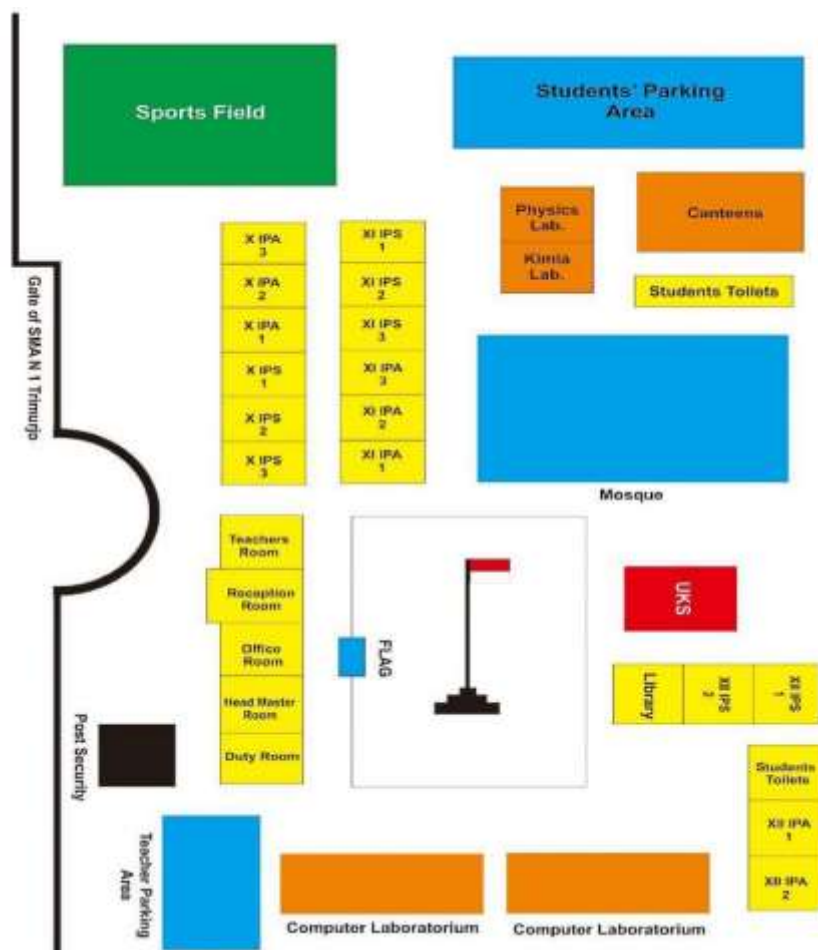 Sports Field
Students' Parking
Area
Physics
Lab.
Kimia
Lab.
Canteens
Students Toilets
X IPA
3
X IPA
2
X IPA
1
X IPS
1
X IPS
2
X IPS
3
XI IPS
1
XI IPS
2
XI IPS
3
XI IPA
3
XI IPA
2
XI IPA
1
Mosque
Gate of SMA N 1 Trimurjo
Teachers
Room
Reception
Room
Office
Room
Head Master
Room
Duty Room
FLAG
UKS
Library
XII IPS
2
XII IPS
1
Students
Toilets
XII IPA
1
XII IPA
2
Post Security
Teacher Parking
Area
Computer Laboratorium
Computer Laboratorium